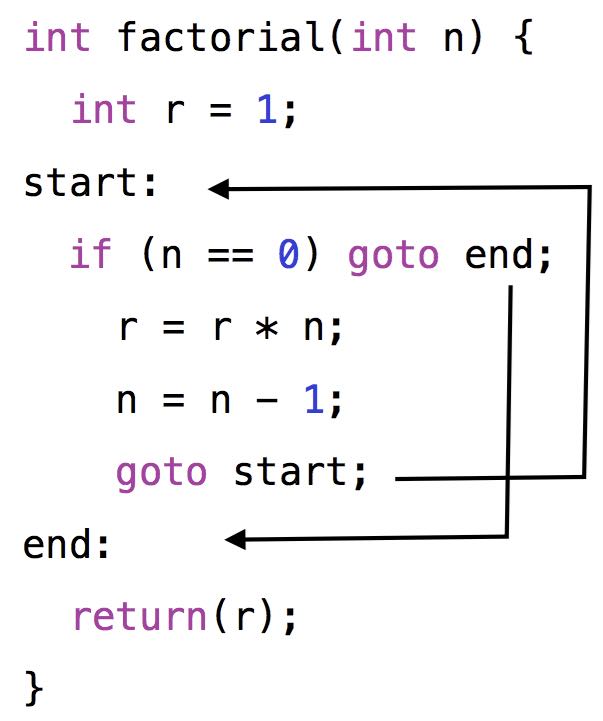 int factorial(int n) {
int r = 1;
start:
if (n == 0) goto end;
r = r * n;
n = n - 1;
goto start;
end:
return(r);
}